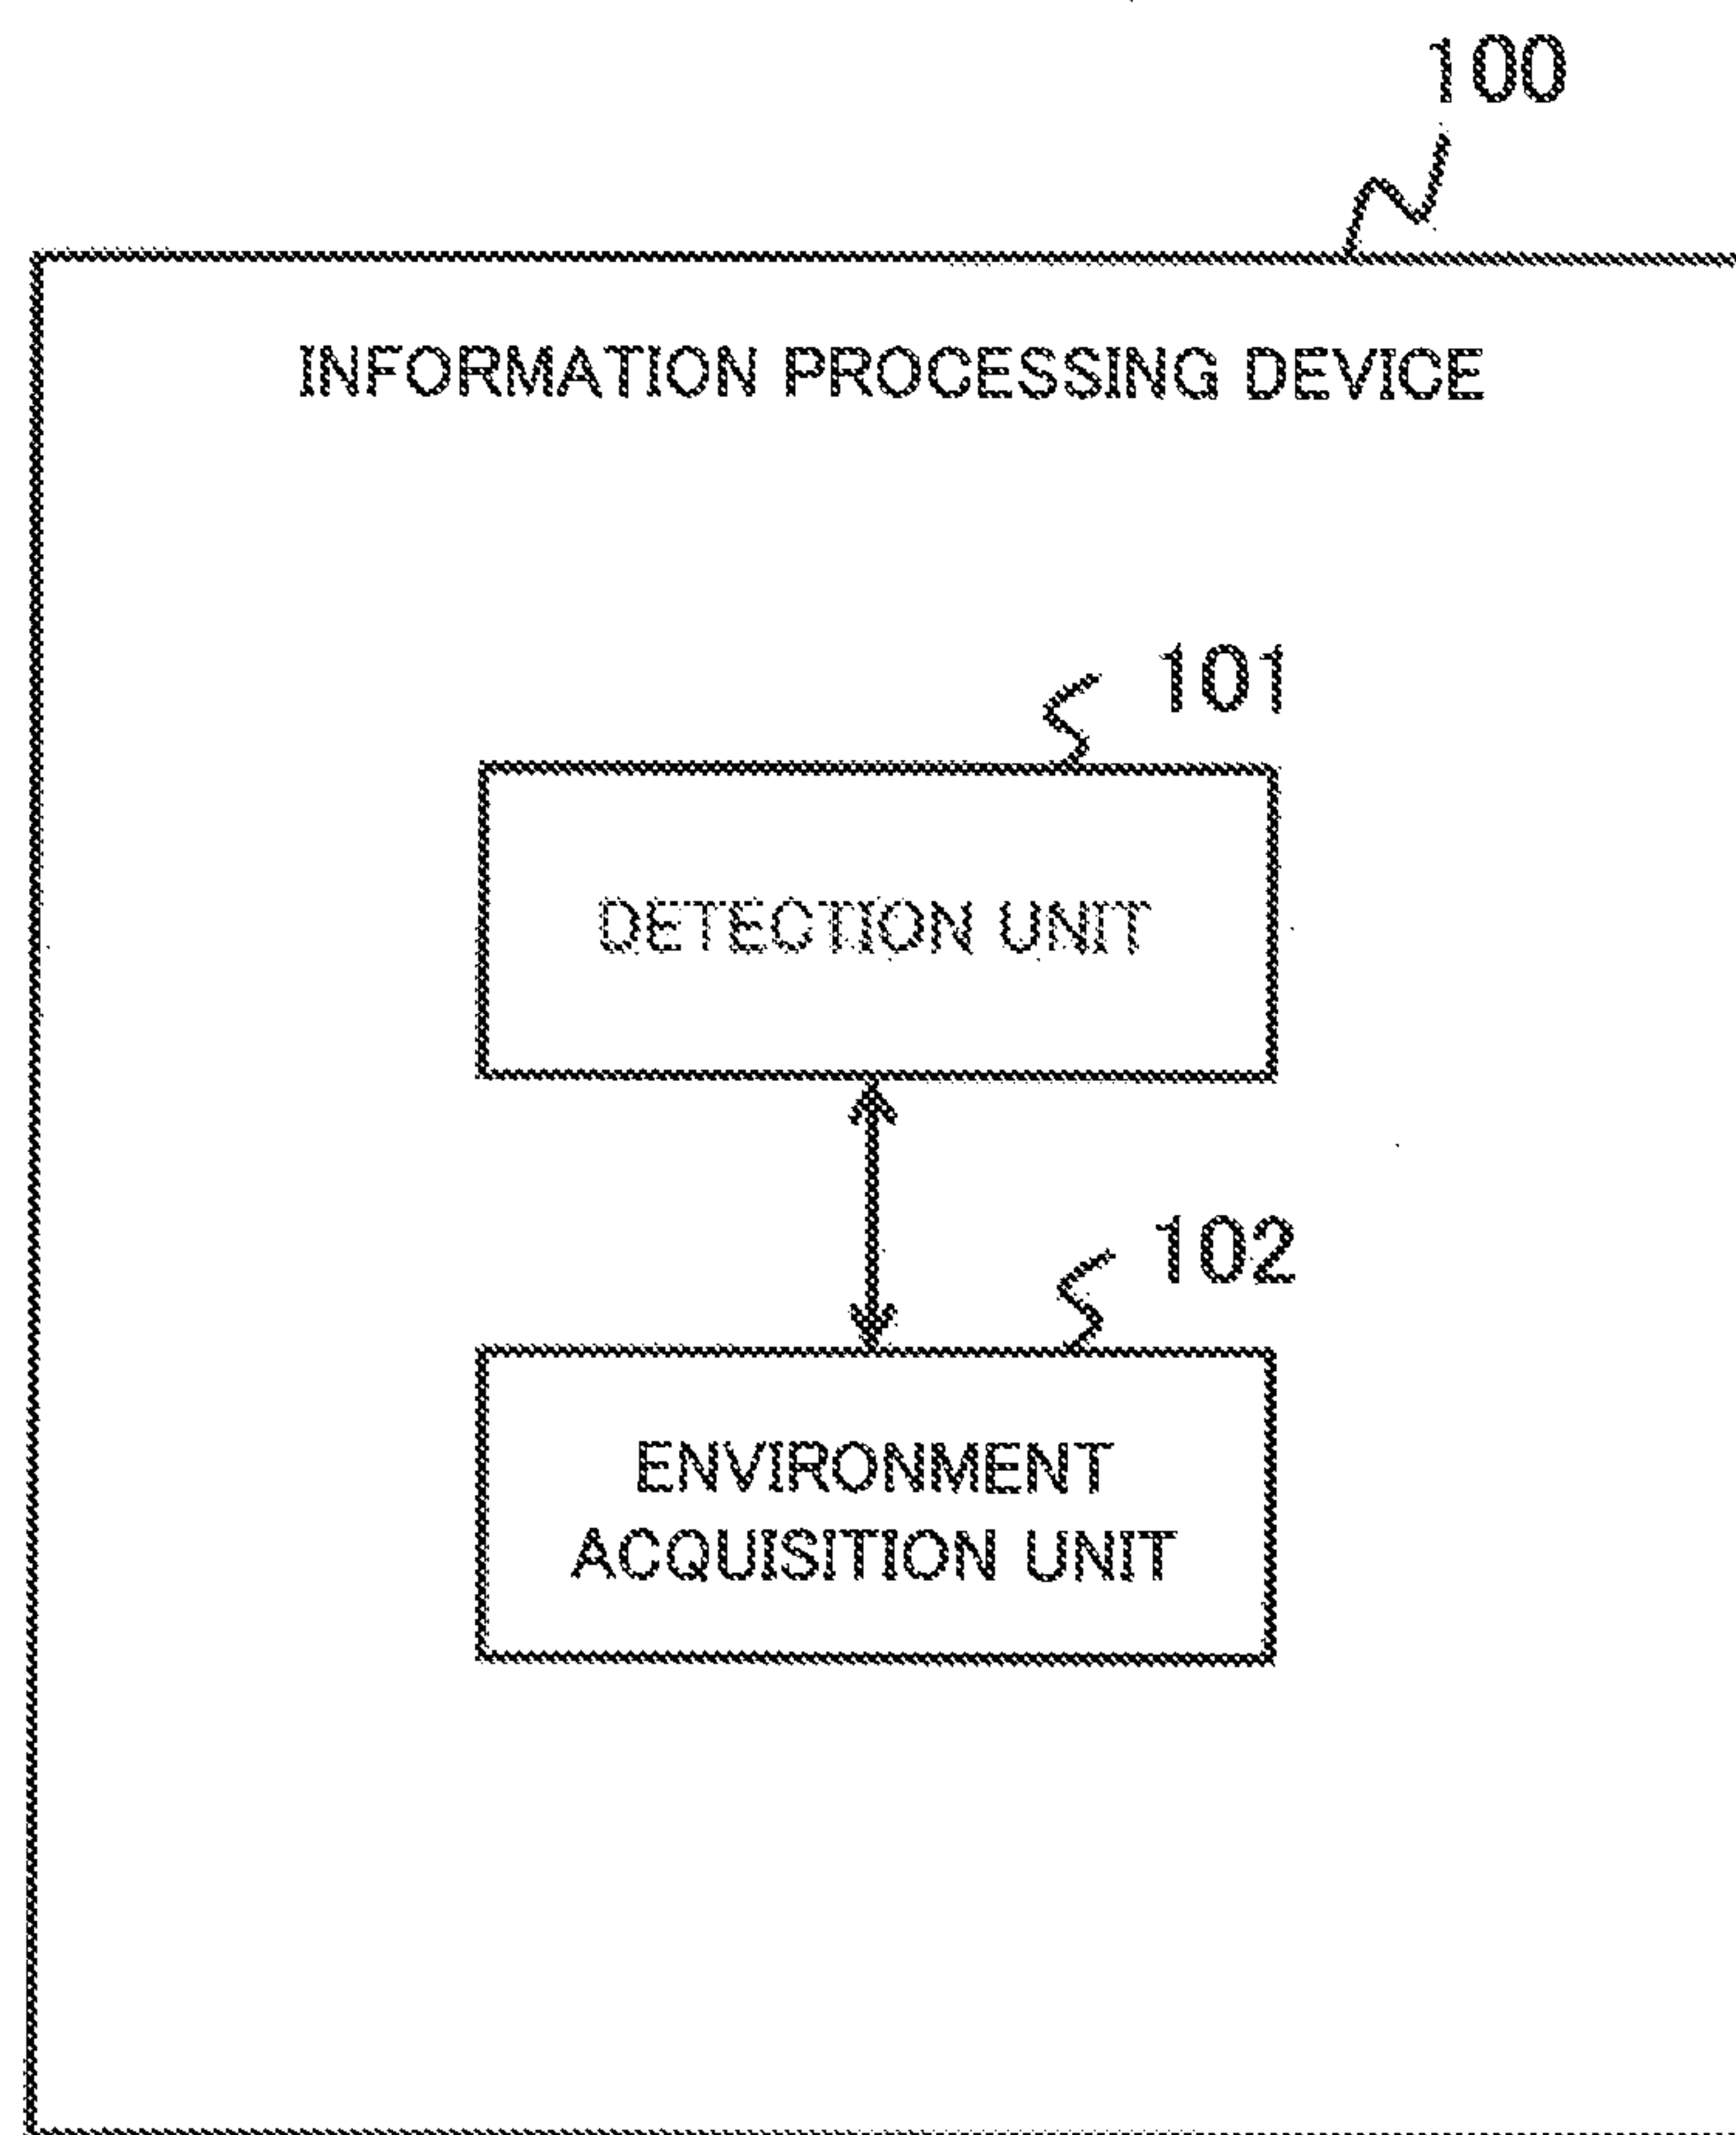 100
INFORMATION PROCESSING DEVICE
101
DETECTION UNIT
102
ENVIRONMENT
ACQUISITION UNIT